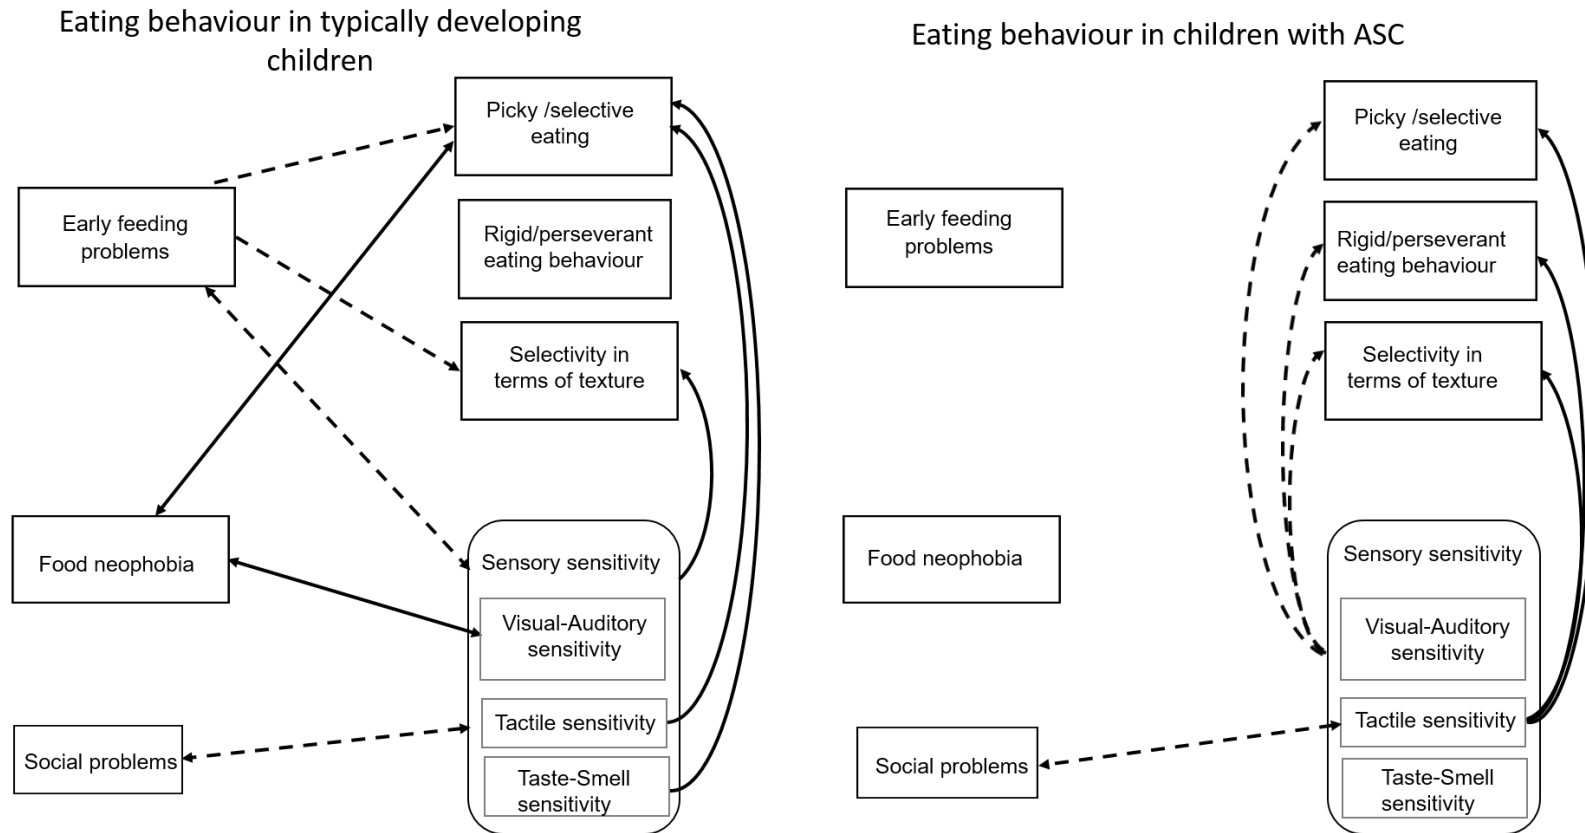 Eating behaviour in typically developing
children
Picky /selective
eating
Early feeding
problems
Rigid/perseverant
eating behaviour
Selectivity in
terms of texture
Food neophobia
Sensory sensitivity
Visual-Auditory
sensitivity
Tactile sensitivity
Social problems
Taste-Smell
sensitivity
Eating behaviour in children with ASC
Picky /selective
eating
Early feeding
problems
Rigid/perseverant
eating behaviour
Selectivity in
terms of texture
Food neophobia
Sensory sensitivity
Visual-Auditory
sensitivity
Tactile sensitivity
Social problems
Taste-Smell
sensitivity